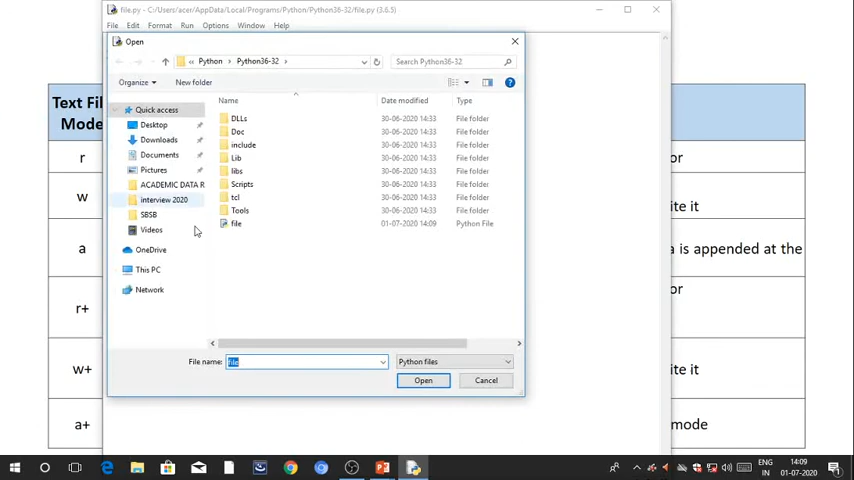 file.py - C:/Users/acer/AppData/Local/Programs/Python/Python36-32/file.py (3.6.5)
File Edit Format Run Options Window Help
Open
Python > Python36-32 >
Search Python36-32
Organize
New folder
Name Date modified Type
Quick access
Desktop
Downloads
Documents
Pictures
ACADEMIC DATA R
interview 2020
SBSB
Videos
OneDrive
This PC
Network
DLLs 30-06-2020 14:33 File folder
Doc 30-06-2020 14:33 File folder
include 30-06-2020 14:33 File folder
Lib 30-06-2020 14:33 File folder
libs 30-06-2020 14:33 File folder
Scripts 30-06-2020 14:33 File folder
tcl 30-06-2020 14:33 File folder
Tools 30-06-2020 14:33 File folder
file 01-07-2020 14:09 Python File
File name: file
Python files
Open Cancel
Text Fil
Mode
r or
w ite it
a a is appended at the
r+ or
w+ ite it
a+ mode
ENG
IN
14:09
01-07-2020